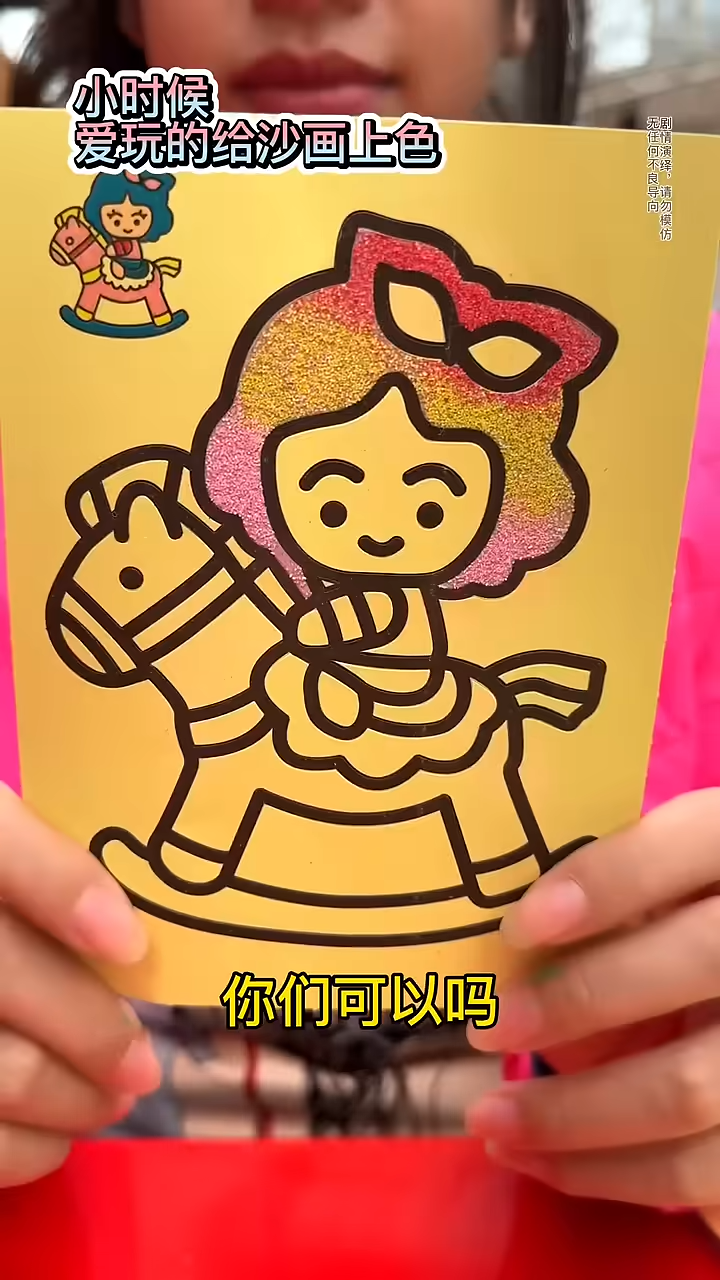 小时候
爱玩的给沙画上色
剧情演绎，请勿模仿
无任何不良导向
你们可以吗